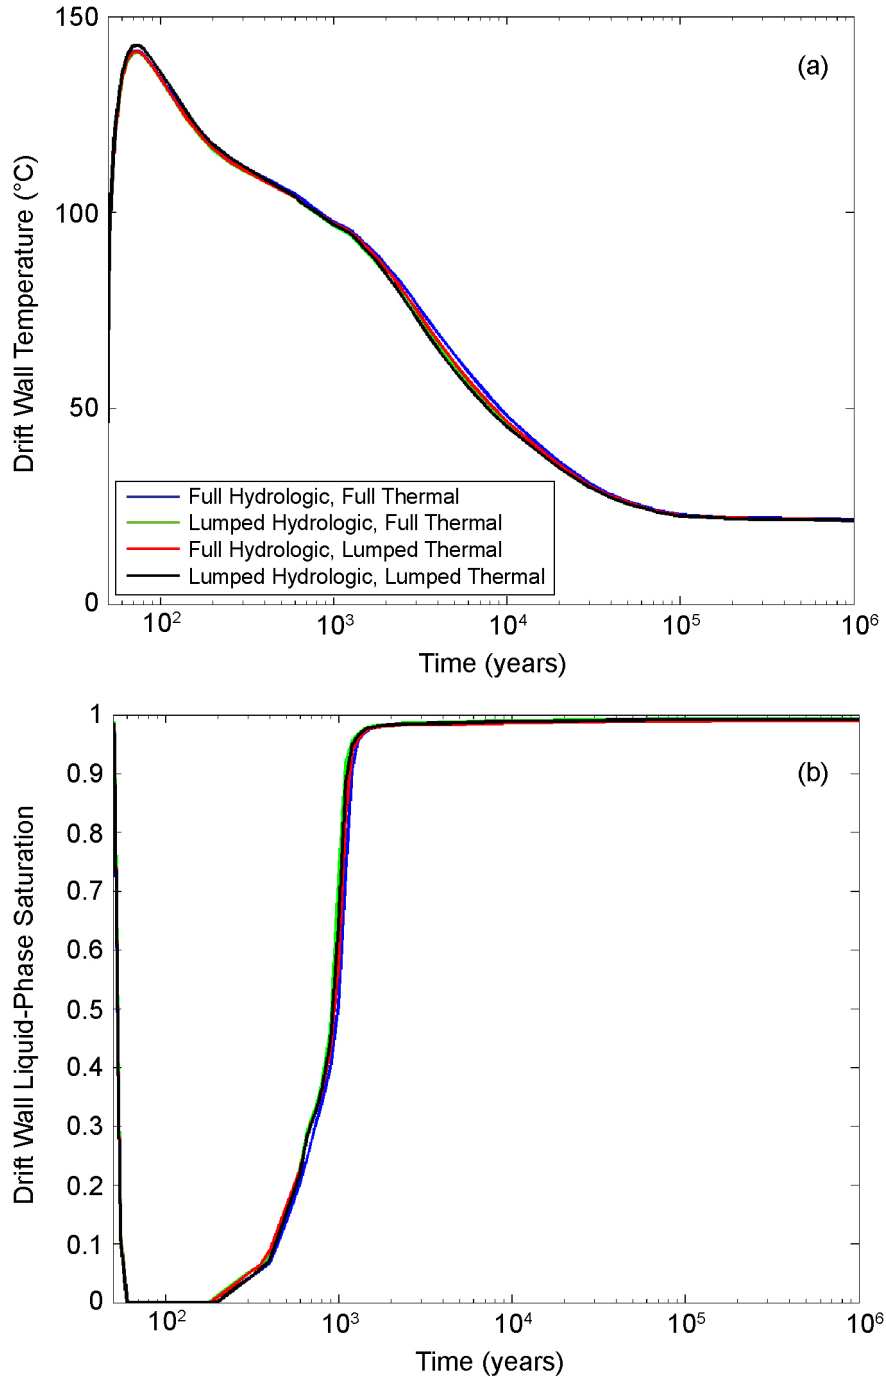 150
(a)
100
50
0
Drift Wall Temperature (°C)
Full Hydrologic, Full Thermal
Lumped Hydrologic, Full Thermal
Full Hydrologic, Lumped Thermal
Lumped Hydrologic, Lumped Thermal
10² 10³ 10⁴ 10⁵ 10⁶
Time (years)
1
(b)
0.9
0.8
0.7
0.6
0.5
0.4
0.3
0.2
0.1
0
Drift Wall Liquid-Phase Saturation
10² 10³ 10⁴ 10⁵ 10⁶
Time (years)